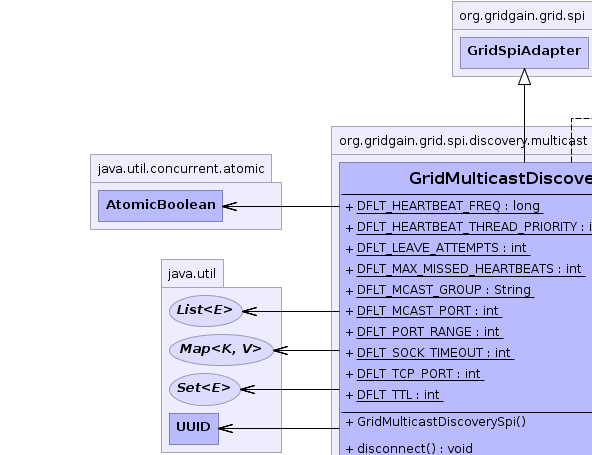 org.gridgain.grid.spi
GridSpiAdapter
org.gridgain.grid.spi.discovery.multicast
java.util.concurrent.atomic
AtomicBoolean
GridMulticastDiscove
+ DFLT_HEARTBEAT_FREQ : long
+ DFLT_HEARTBEAT_THREAD_PRIORITY : i
+ DFLT_LEAVE_ATTEMPTS : int
+ DFLT_MAX_MISSED_HEARTBEATS : int
+ DFLT_MCAST_GROUP : String
+ DFLT_MCAST_PORT : int
+ DFLT_PORT_RANGE : int
+ DFLT_SOCK_TIMEOUT : int
+ DFLT_TCP_PORT : int
+ DFLT_TTL : int
+ GridMulticastDiscoverySpi()
+ disconnect() : void
java.util
List<E>
Map<K, V>
Set<E>
UUID